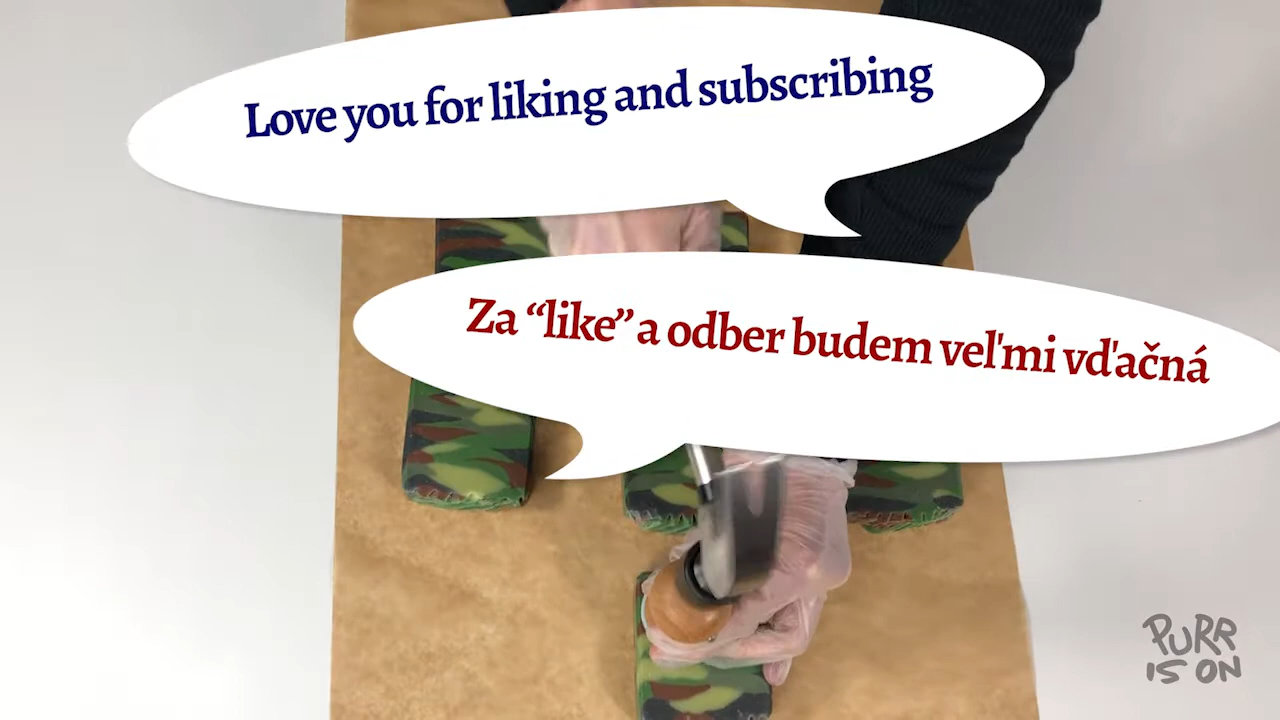 Love you for liking and subscribing
Za “like” a odber budem veľmi vďačná
PURR
IS ON